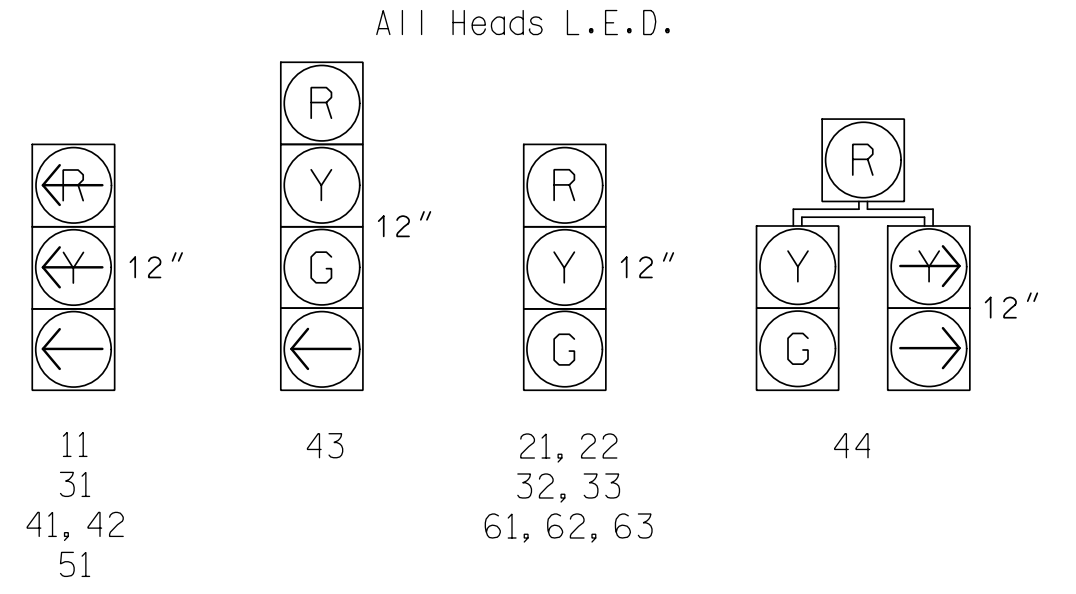 All Heads L.E.D.
R
Y
12"
R
Y
G
12"
R
Y
G
12"
R
Y
G
Y
12"
11
31
41, 42
51
43
21, 22
32, 33
61, 62, 63
44